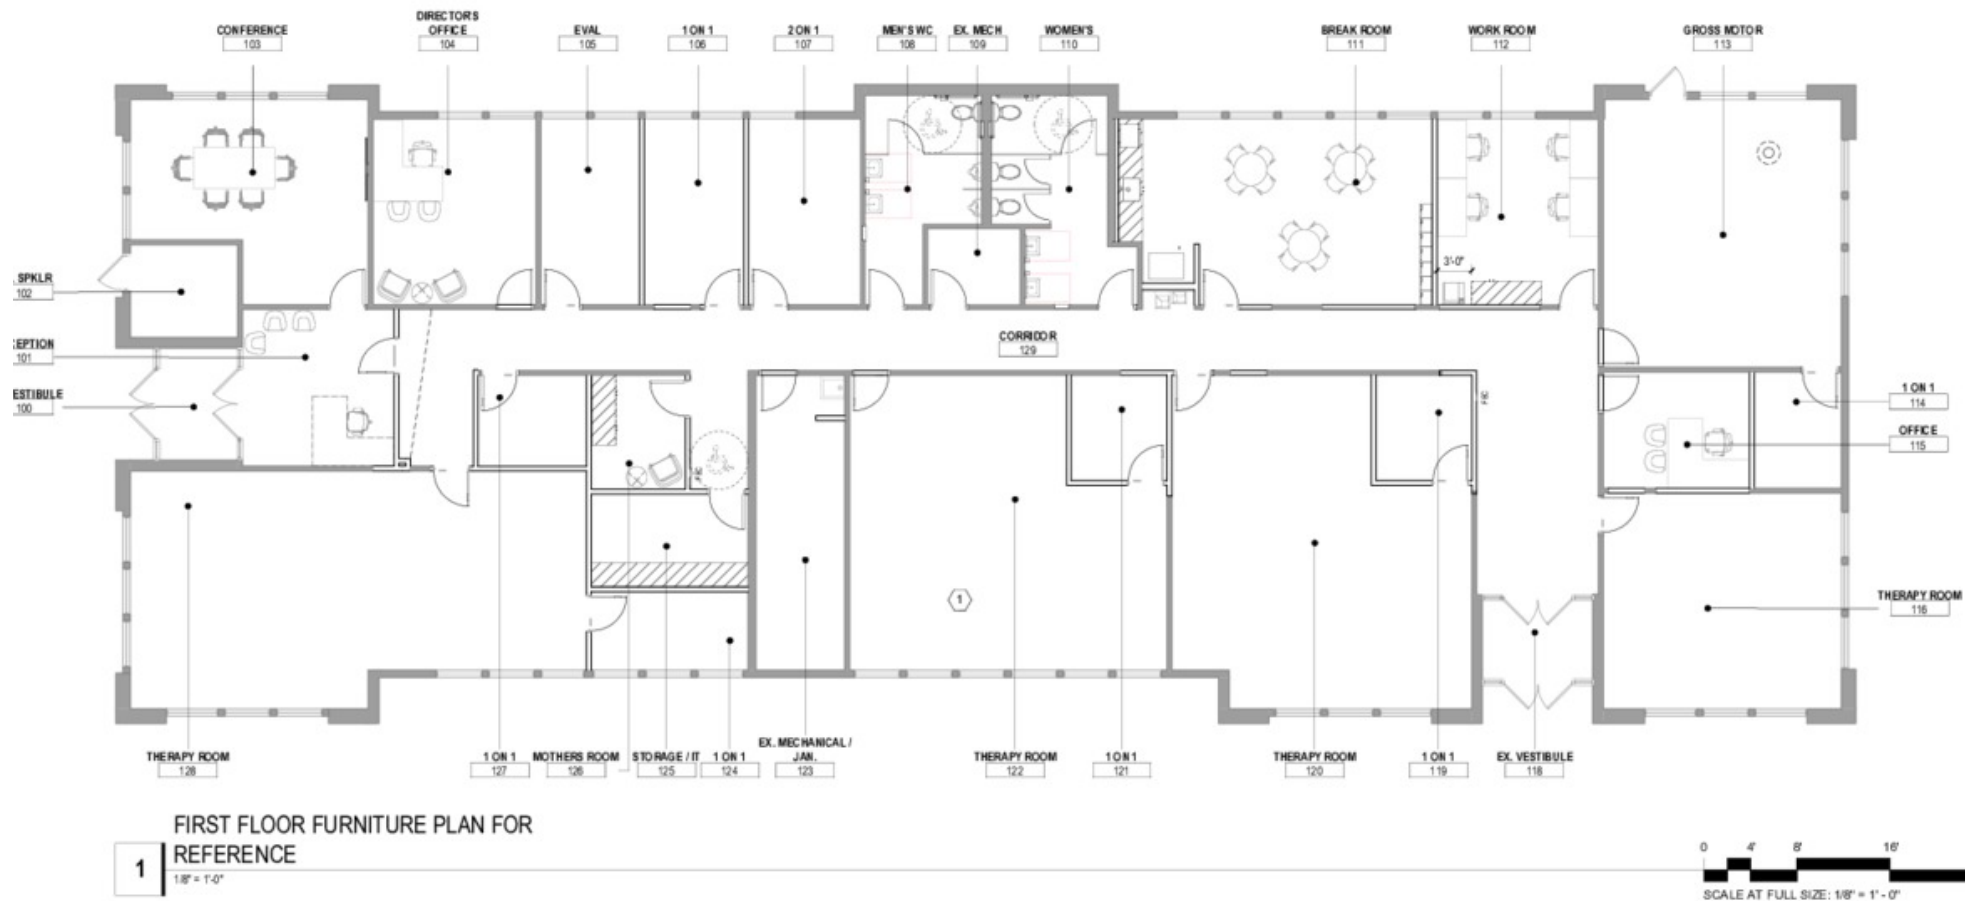 CONFERENCE
103
DIRECTOR'S
OFFICE
104
EVAL
105
1 ON 1
106
2 ON 1
107
MEN'S WC
108
EX. MECH
109
WOMEN'S
110
BREAK ROOM
111
WORK ROOM
112
GROSS MOTOR
113
SPKLR
102
EPTION
101
ESTIBULE
100
3'-0"
CORRIDOR
129
FEC
FEC
1 ON 1
114
OFFICE
115
THERAPY ROOM
116
1
THERAPY ROOM
128
1 ON 1
127
MOTHERS ROOM
126
STORAGE / IT
125
1 ON 1
124
EX. MECHANICAL /
JAN.
123
THERAPY ROOM
122
1 ON 1
121
THERAPY ROOM
120
1 ON 1
119
EX. VESTIBULE
118
1
FIRST FLOOR FURNITURE PLAN FOR
REFERENCE
1/8" = 1'-0"
0 4' 8' 16'
SCALE AT FULL SIZE: 1/8" = 1' - 0"